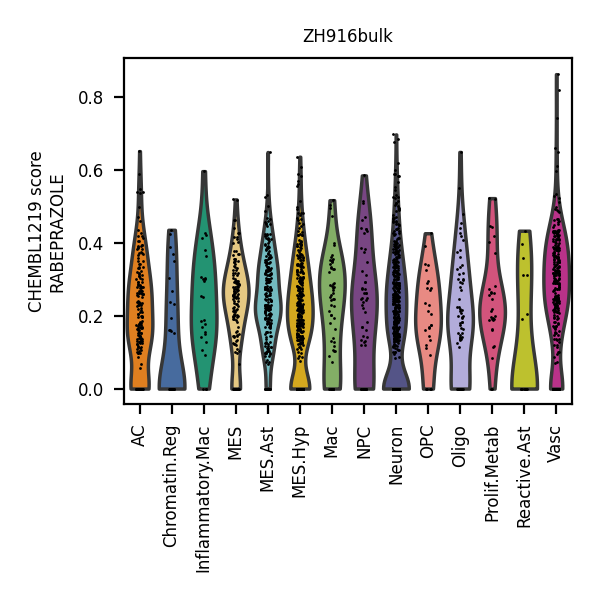 ZH916bulk
CHEMBL1219 score
RABEPRAZOLE
0.8
0.6
0.4
0.2
0.0
AC
Chromatin.Reg
Inflammatory.Mac
MES
MES.Ast
MES.Hyp
Mac
NPC
Neuron
OPC
Oligo
Prolif.Metab
Reactive.Ast
Vasc